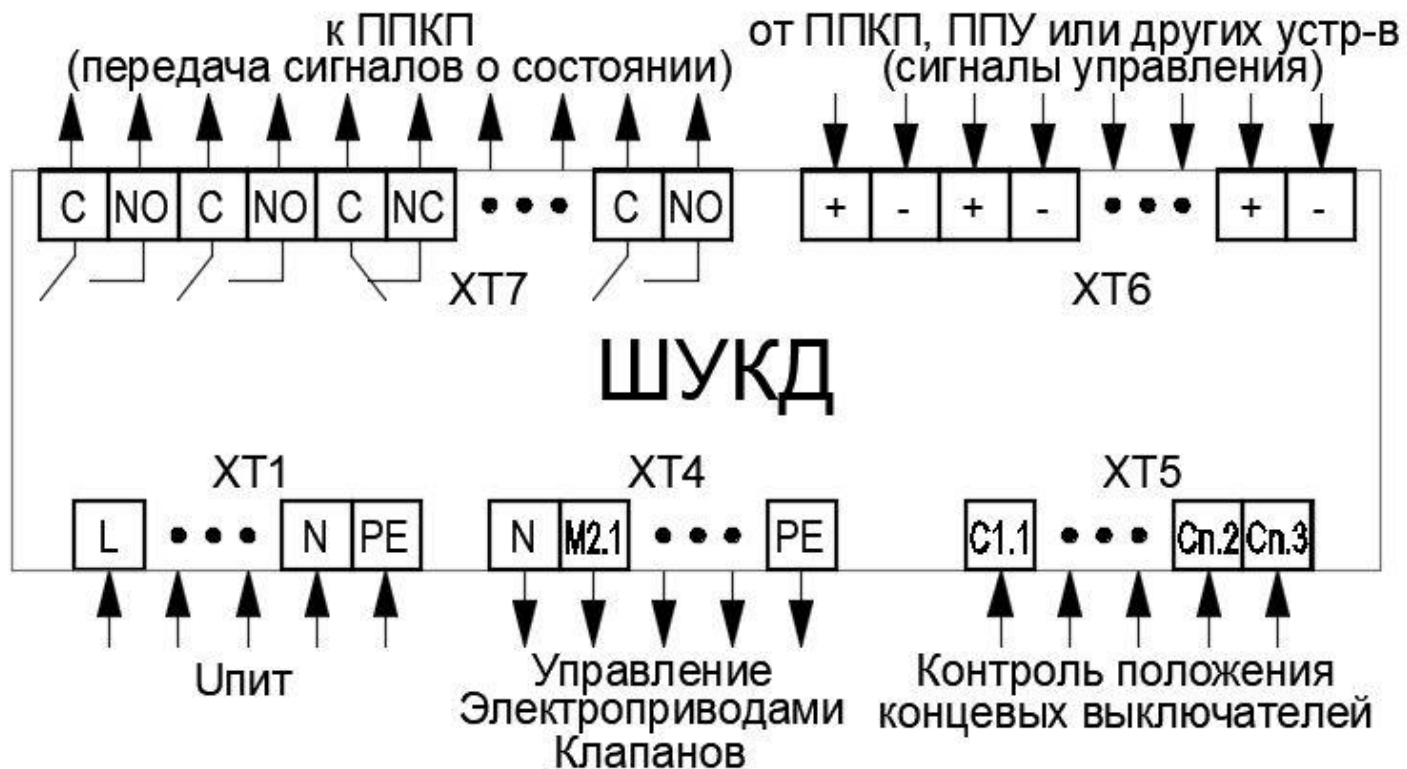 к ППКП
(передача сигналов о состоянии)
от ППКП, ППУ или других устр-в
(сигналы управления)
C NO C NO C NC ••• C NO
+ - + - ••• + -
XT7
XT6
ШУКД
XT1
XT4
XT5
L ••• N PE
N M2.1 ••• PE
C1.1 ••• Cn.2 Cn.3
Uпит
Управление
Электроприводами
Клапанов
Контроль положения
концевых выключателей